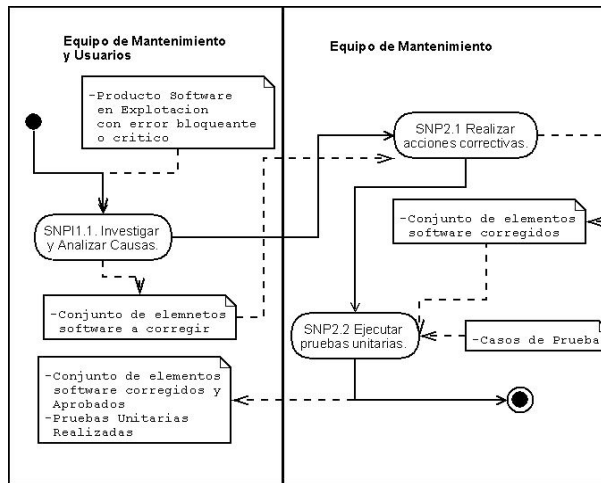 Equipo de Mantenimiento
y Usuarios
-Producto Software
en Explotacion
con error bloqueante
o critico
SNPI1.1. Investigar
y Analizar Causas.
-Conjunto de elemnetos
software a corregir
-Conjunto de elementos
software corregidos y
Aprobados
-Pruebas Unitarias
Realizadas
Equipo de Mantenimiento
SNP2.1 Realizar
acciones correctivas.
-Conjunto de elementos
software corregidos
SNP2.2 Ejecutar
pruebas unitarias.
-Casos de Prueba